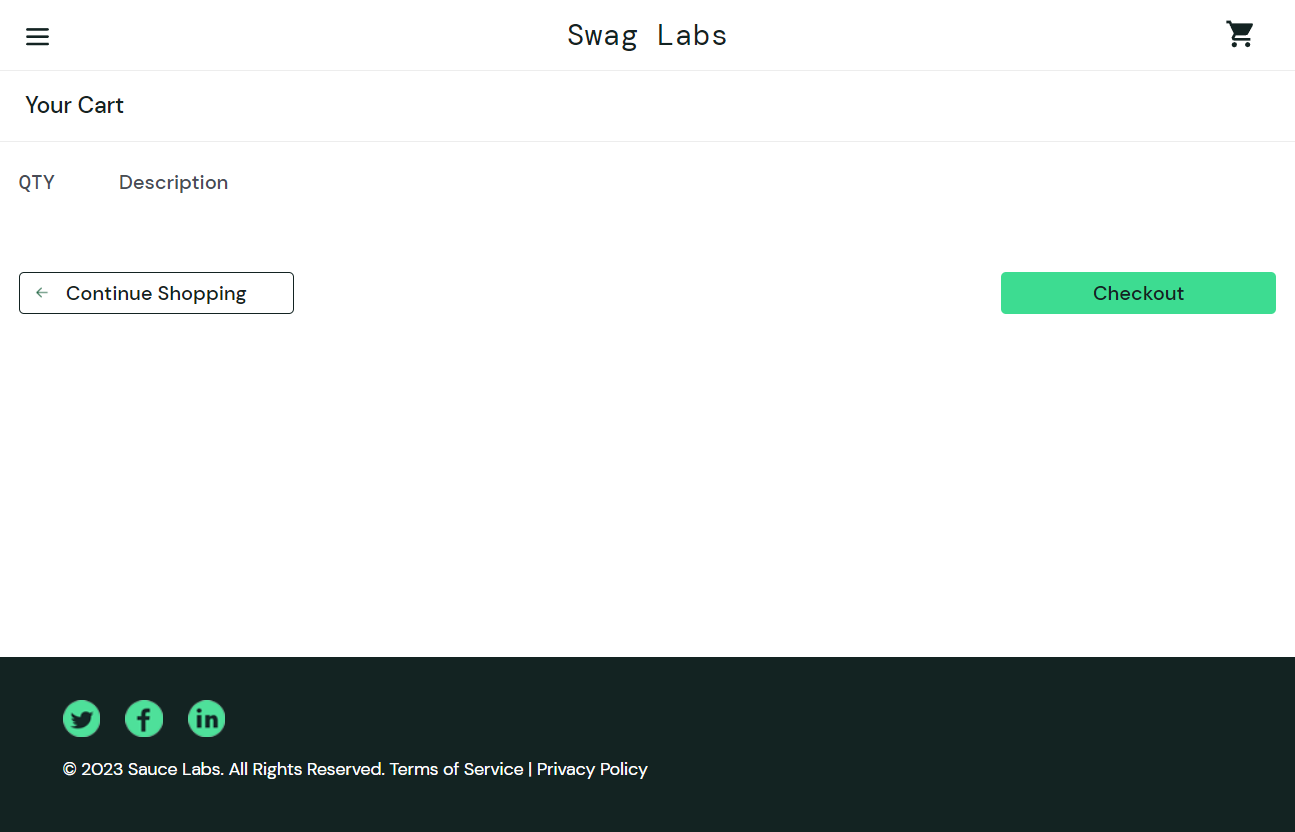 Swag Labs
Your Cart
QTY Description
Continue Shopping Checkout
© 2023 Sauce Labs. All Rights Reserved. Terms of Service | Privacy Policy